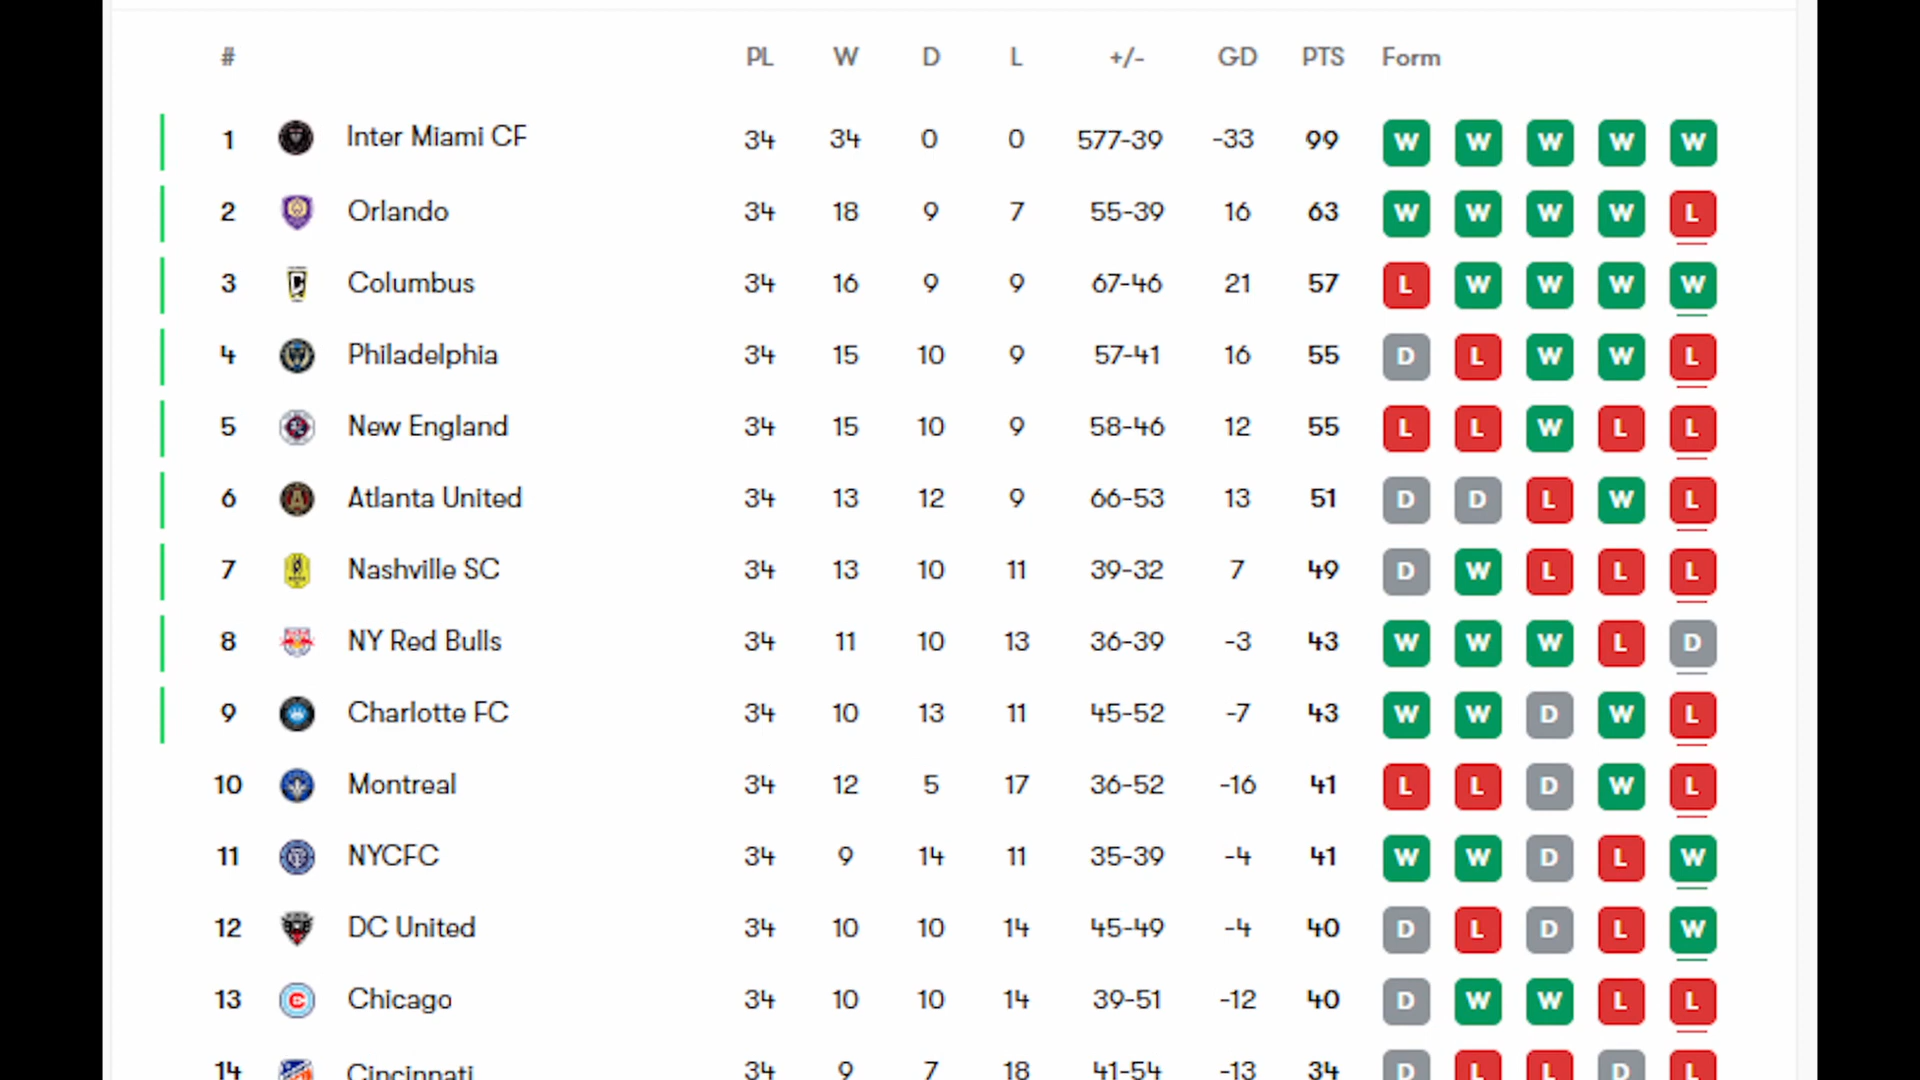 # PL W D L +/- GD PTS Form
1 Inter Miami CF 34 34 0 0 577-39 -33 99 W W W W W
2 Orlando 34 18 9 7 55-39 16 63 W W W W L
3 Columbus 34 16 9 9 67-46 21 57 L W W W W
4 Philadelphia 34 15 10 9 57-41 16 55 D L W W L
5 New England 34 15 10 9 58-46 12 55 L L W L L
6 Atlanta United 34 13 12 9 66-53 13 51 D D L W L
7 Nashville SC 34 13 10 11 39-32 7 49 D W L L L
8 NY Red Bulls 34 11 10 13 36-39 -3 43 W W W L D
9 Charlotte FC 34 10 13 11 45-52 -7 43 W W D W L
10 Montreal 34 12 5 17 36-52 -16 41 L L D W L
11 NYCFC 34 9 14 11 35-39 -4 41 W W D L W
12 DC United 34 10 10 14 45-49 -4 40 D L D L W
13 Chicago 34 10 10 14 39-51 -12 40 D W W L L
14 Cincinnati 34 9 7 18 41-54 -13 34 D L L D L